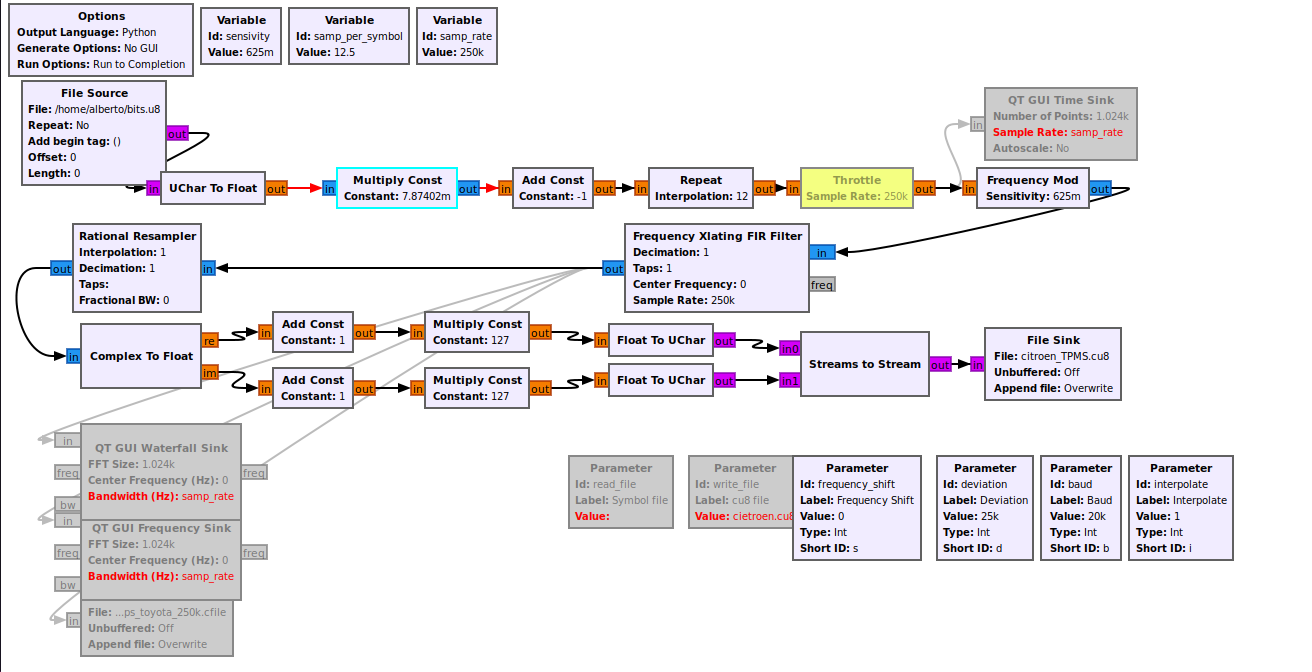 Options
Output Language: Python
Generate Options: No GUI
Run Options: Run to Completion
Variable
Id: sensivity
Value: 625m
Variable
Id: samp_per_symbol
Value: 12.5
Variable
Id: samp_rate
Value: 250k
File Source
File: /home/alberto/bits.u8
Repeat: No
Add begin tag: ()
Offset: 0
Length: 0
out
QT GUI Time Sink
Number of Points: 1.024k
Sample Rate: samp_rate
Autoscale: No
in
in
UChar To Float
out
in
Multiply Const
Constant: 7.87402m
out
in
Add Const
Constant: -1
out
in
Repeat
Interpolation: 12
out
in
Throttle
Sample Rate: 250k
out
in
Frequency Mod
Sensitivity: 625m
out
Rational Resampler
Interpolation: 1
Decimation: 1
Taps:
Fractional BW: 0
out
in
Frequency Xlating FIR Filter
Decimation: 1
Taps: 1
Center Frequency: 0
Sample Rate: 250k
out
in
freq
in
Complex To Float
re
im
in
Add Const
Constant: 1
out
in
Multiply Const
Constant: 127
out
in
Float To UChar
out
in
Add Const
Constant: 1
out
in
Multiply Const
Constant: 127
out
in
Float To UChar
out
in0
in1
Streams to Stream
out
in
File Sink
File: citroen_TPMS.cu8
Unbuffered: Off
Append file: Overwrite
in
freq
bw
QT GUI Waterfall Sink
FFT Size: 1.024k
Center Frequency (Hz): 0
Bandwidth (Hz): samp_rate
freq
in
freq
bw
QT GUI Frequency Sink
FFT Size: 1.024k
Center Frequency (Hz): 0
Bandwidth (Hz): samp_rate
freq
in
File: ...ps_toyota_250k.cfile
Unbuffered: Off
Append file: Overwrite
Parameter
Id: read_file
Label: Symbol file
Value:
Parameter
Id: write_file
Label: cu8 file
Value: cietroen.cu8
Parameter
Id: frequency_shift
Label: Frequency Shift
Value: 0
Type: Int
Short ID: s
Parameter
Id: deviation
Label: Deviation
Value: 25k
Type: Int
Short ID: d
Parameter
Id: baud
Label: Baud
Value: 20k
Type: Int
Short ID: b
Parameter
Id: interpolate
Label: Interpolate
Value: 1
Type: Int
Short ID: i